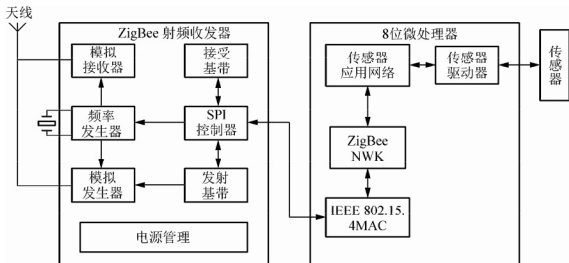 天线
ZigBee 射频收发器
模拟
接收器
接受
基带
频率
发生器
SPI
控制器
模拟
发生器
发射
基带
电源管理
8位微处理器
传感器
应用网络
传感器
驱动器
传
感
器
ZigBee
NWK
IEEE 802.15.
4MAC